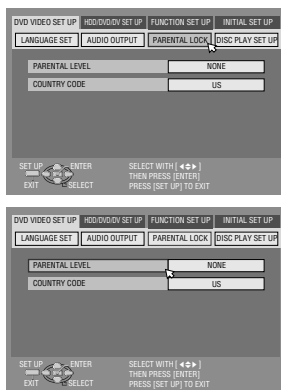 DVD VIDEO SET UP HDD/DVD/DV SET UP FUNCTION SET UP INITIAL SET UP
LANGUAGE SET AUDIO OUTPUT PARENTAL LOCK DISC PLAY SET UP
PARENTAL LEVEL NONE
COUNTRY CODE US
SET UP ENTER SELECT WITH [ ◀◆▶ ]
THEN PRESS [ENTER]
EXIT SELECT PRESS [SET UP] TO EXIT
DVD VIDEO SET UP HDD/DVD/DV SET UP FUNCTION SET UP INITIAL SET UP
LANGUAGE SET AUDIO OUTPUT PARENTAL LOCK DISC PLAY SET UP
PARENTAL LEVEL NONE
COUNTRY CODE US
SET UP ENTER SELECT WITH [ ◀◆▶ ]
THEN PRESS [ENTER]
EXIT SELECT PRESS [SET UP] TO EXIT